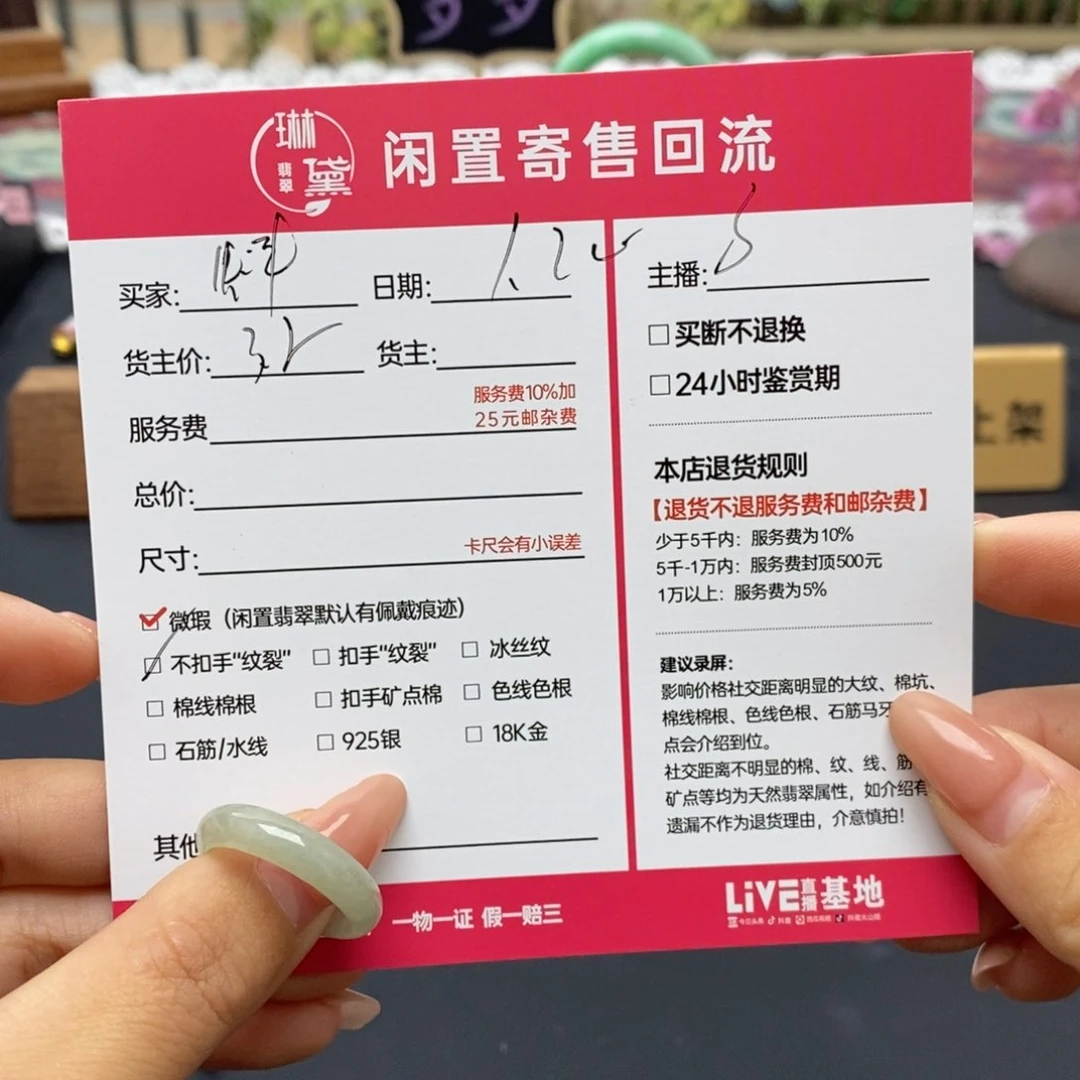 琳黛
翡翠
闲置寄售回流
买家:
日期:
货主价:
货主:
服务费
服务费10%加
25元邮杂费
总价:
尺寸:
卡尺会有小误差
微瑕（闲置翡翠默认有佩戴痕迹）
不扣手“纹裂” 扣手“纹裂” 冰丝纹
棉线棉根 扣手矿点棉 色线色根
石筋/水线 925银 18K金
其他
一物一证 假一赔三
主播:
买断不退换
24小时鉴赏期
本店退货规则
【退货不退服务费和邮杂费】
少于5千内：服务费为10%
5千-1万内：服务费封顶500元
1万以上：服务费为5%
建议录屏：
影响价格社交距离明显的大纹、棉坑、
棉线棉根、色线色根、石筋马牙
点会介绍到位。
社交距离不明显的棉、纹、线、筋
矿点等均为天然翡翠属性，如介绍有
遗漏不作为退货理由，介意慎拍！
LiVE直播基地
上架